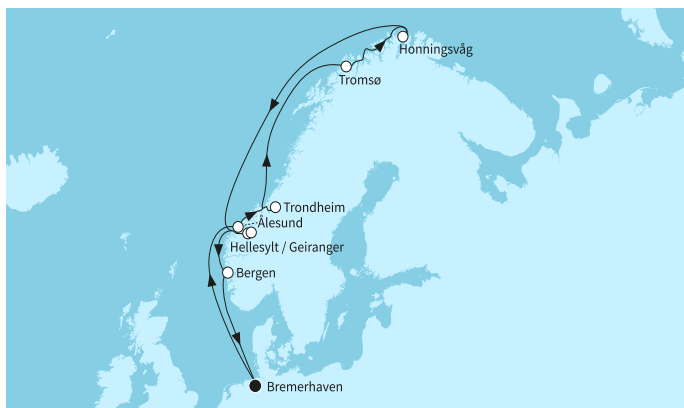 Honningsvåg
Tromsø
Trondheim
Ålesund
Hellesylt / Geiranger
Bergen
Bremerhaven